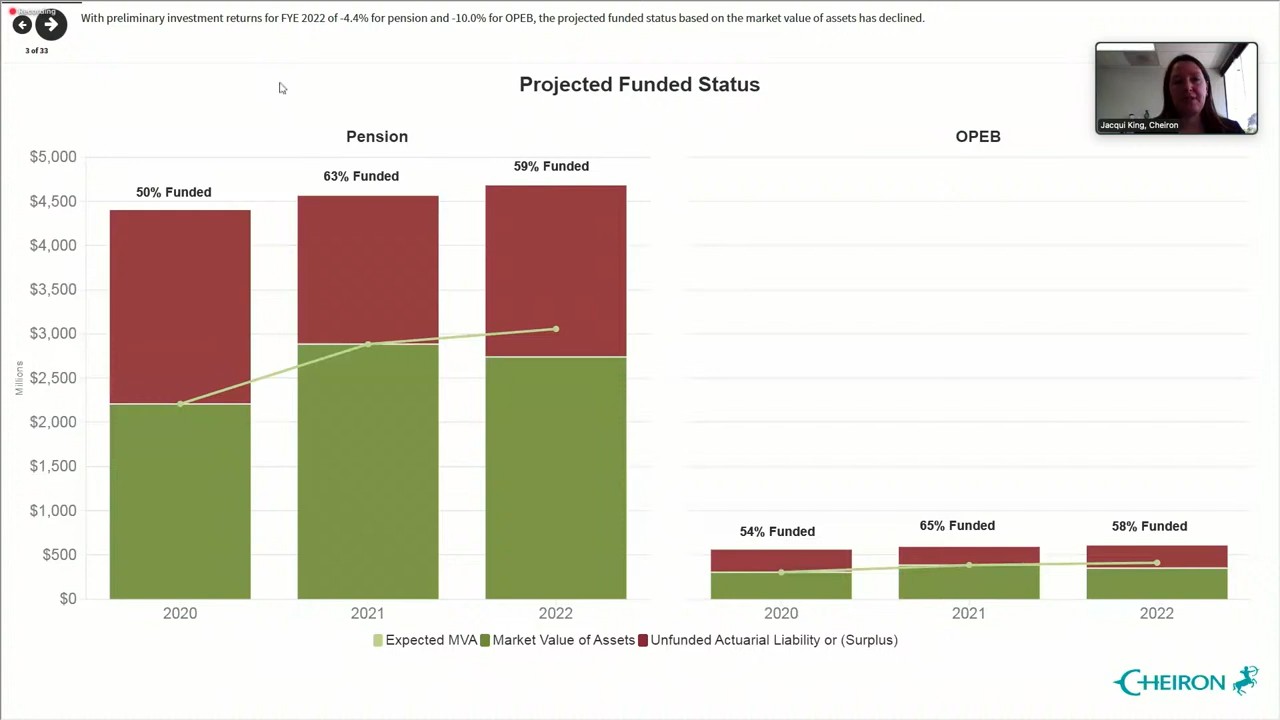 Recording
With preliminary investment returns for FYE 2022 of -4.4% for pension and -10.0% for OPEB, the projected funded status based on the market value of assets has declined.
3 of 33
Projected Funded Status
Jacqui King, Cheiron
Pension
OPEB
$5,000
$4,500
$4,000
$3,500
$3,000
$2,500
$2,000
$1,500
$1,000
$500
$0
Millions
50% Funded
63% Funded
59% Funded
54% Funded
65% Funded
58% Funded
2020
2021
2022
2020
2021
2022
Expected MVA Market Value of Assets Unfunded Actuarial Liability or (Surplus)
CHEIRON